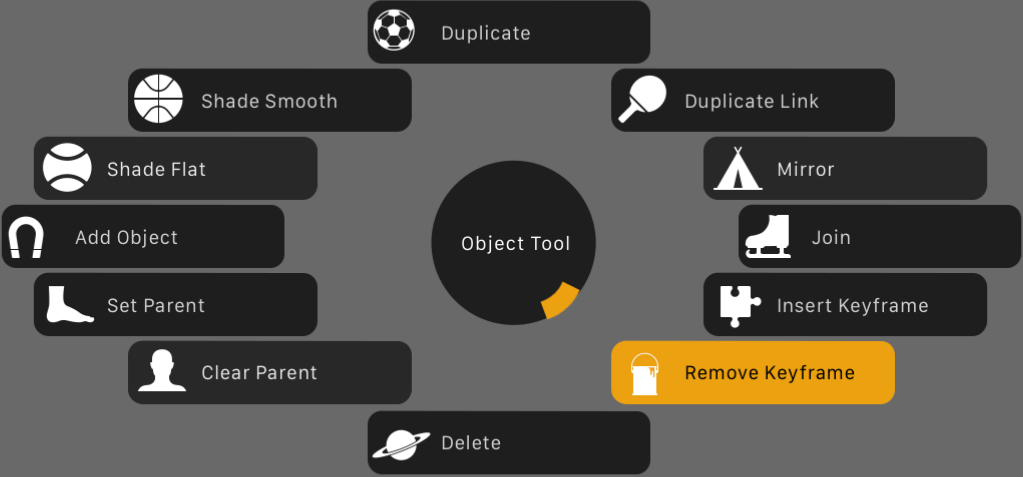 Duplicate
Shade Smooth
Duplicate Link
Shade Flat
Mirror
Add Object
Object Tool
Join
Set Parent
Insert Keyframe
Clear Parent
Remove Keyframe
Delete